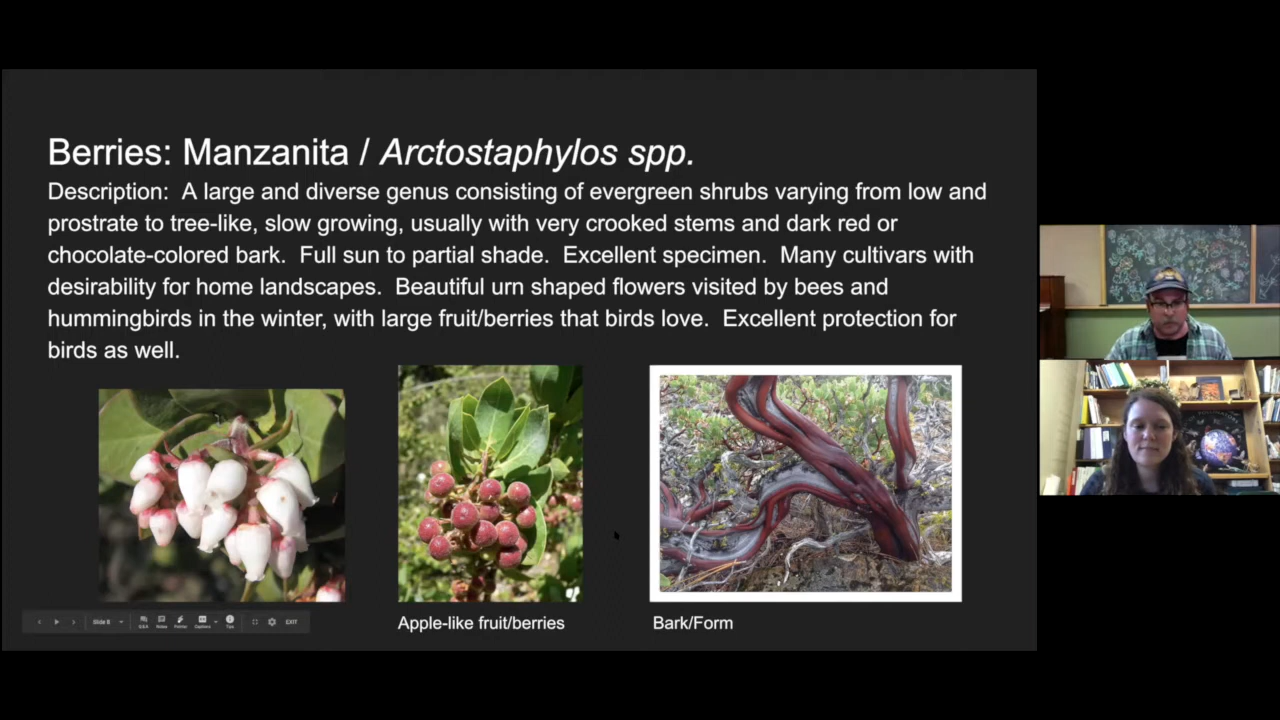 Berries: Manzanita / Arctostaphylos spp.
Description:  A large and diverse genus consisting of evergreen shrubs varying from low and
prostrate to tree-like, slow growing, usually with very crooked stems and dark red or
chocolate-colored bark.  Full sun to partial shade.  Excellent specimen.  Many cultivars with
desirability for home landscapes.  Beautiful urn shaped flowers visited by bees and
hummingbirds in the winter, with large fruit/berries that birds love.  Excellent protection for
birds as well.
Apple-like fruit/berries
Bark/Form
Q&A
Notes
Pointer
Captions
Tips
EXIT